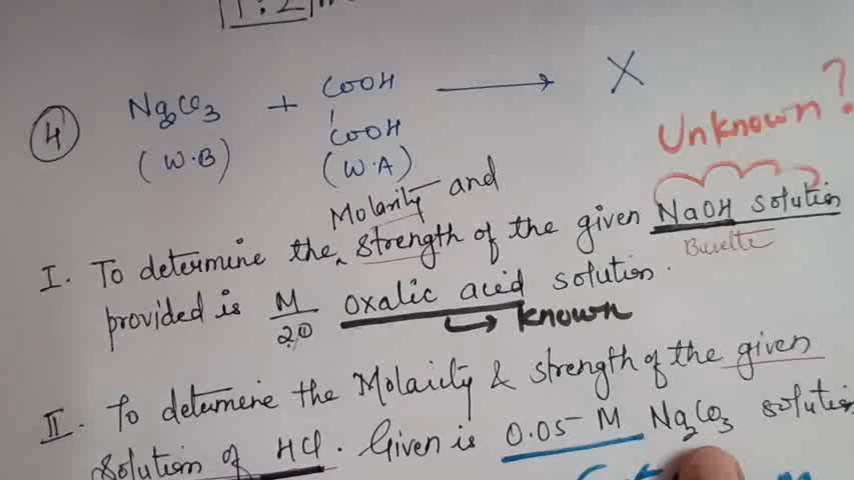 1:2
4 Na2CO3 + COOH → X
COOH
(W.B) (W.A)
Unknown?
Molarity and
I. To determine the ^ strength of the given NaOH solution
Burette
provided is M/20 oxalic acid solution.
↳ known
II. To determine the Molarity & strength of the given
solution of HCl. Given is 0.05 M Na2CO3 solution